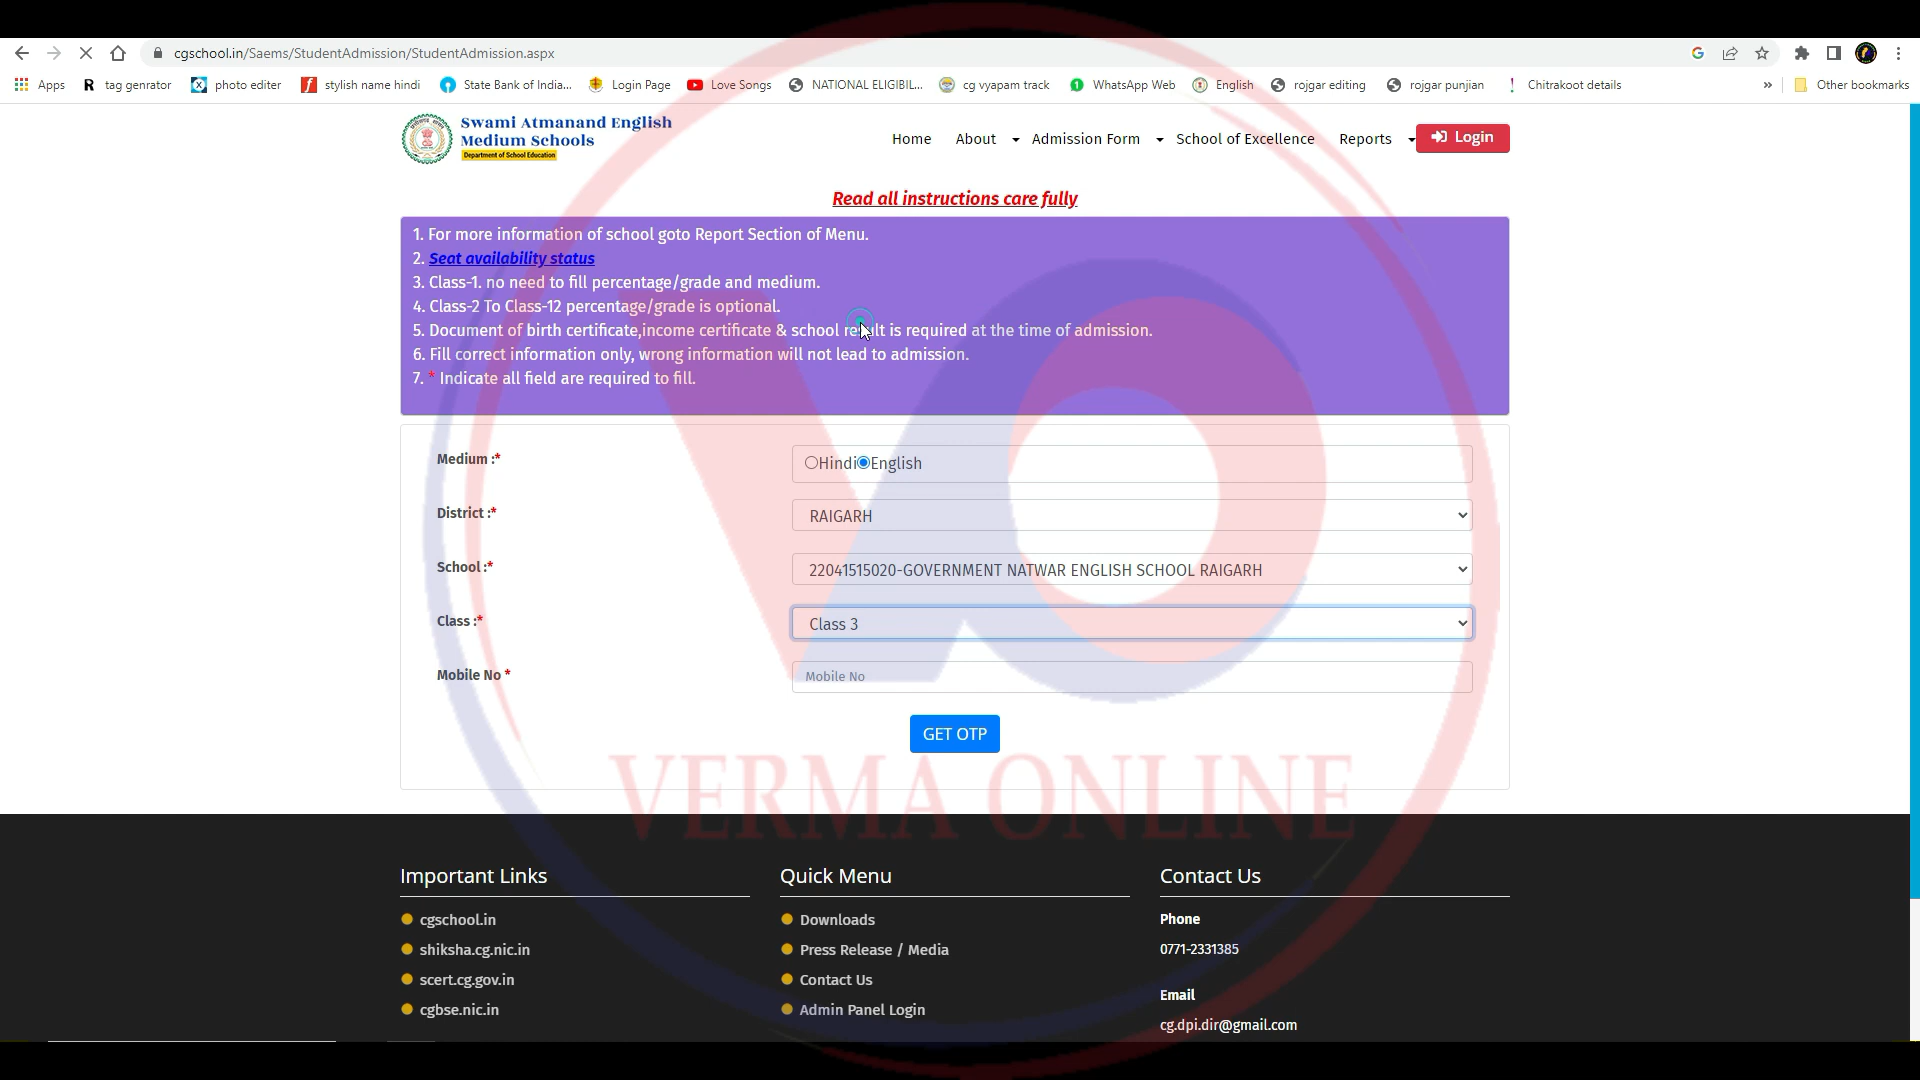 cgschool.in/Saems/StudentAdmission/StudentAdmission.aspx
Apps
tag genrator
photo editer
stylish name hindi
State Bank of India...
Login Page
Love Songs
NATIONAL ELIGIBIL...
cg vyapam track
WhatsApp Web
English
rojgar editing
rojgar punjian
Chitrakoot details
»
Other bookmarks
Swami Atmanand English
Medium Schools
Department of School Education
Home
About
Admission Form
School of Excellence
Reports
Login
Read all instructions care fully
1. For more information of school goto Report Section of Menu.
2. Seat availability status
3. Class-1. no need to fill percentage/grade and medium.
4. Class-2 To Class-12 percentage/grade is optional.
5. Document of birth certificate,income certificate & school result is required at the time of admission.
6. Fill correct information only, wrong information will not lead to admission.
7. * Indicate all field are required to fill.
Medium :*
Hindi English
District :*
RAIGARH
School :*
22041515020-GOVERNMENT NATWAR ENGLISH SCHOOL RAIGARH
Class :*
Class 3
Mobile No *
Mobile No
GET OTP
VERMA ONLINE
Important Links
cgschool.in
shiksha.cg.nic.in
scert.cg.gov.in
cgbse.nic.in
Quick Menu
Downloads
Press Release / Media
Contact Us
Admin Panel Login
Contact Us
Phone
0771-2331385
Email
cg.dpi.dir@gmail.com